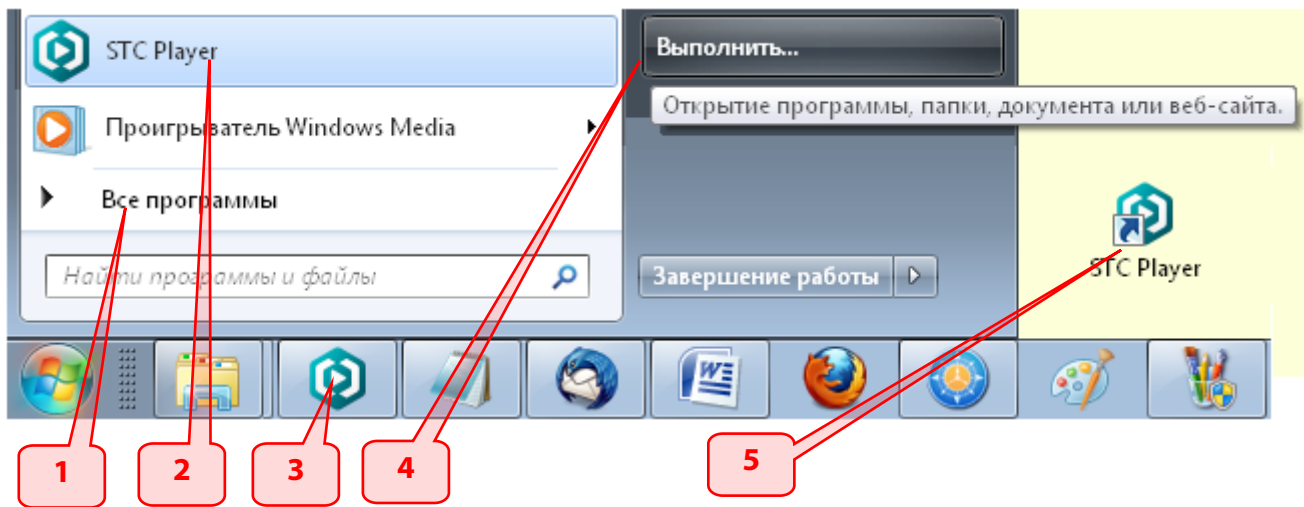 STC Player
Проигрыватель Windows Media
Все программы
Найти программы и файлы
Выполнить...
Открытие программы, папки, документа или веб-сайта.
Завершение работы
STC Player
1
2
3
4
5